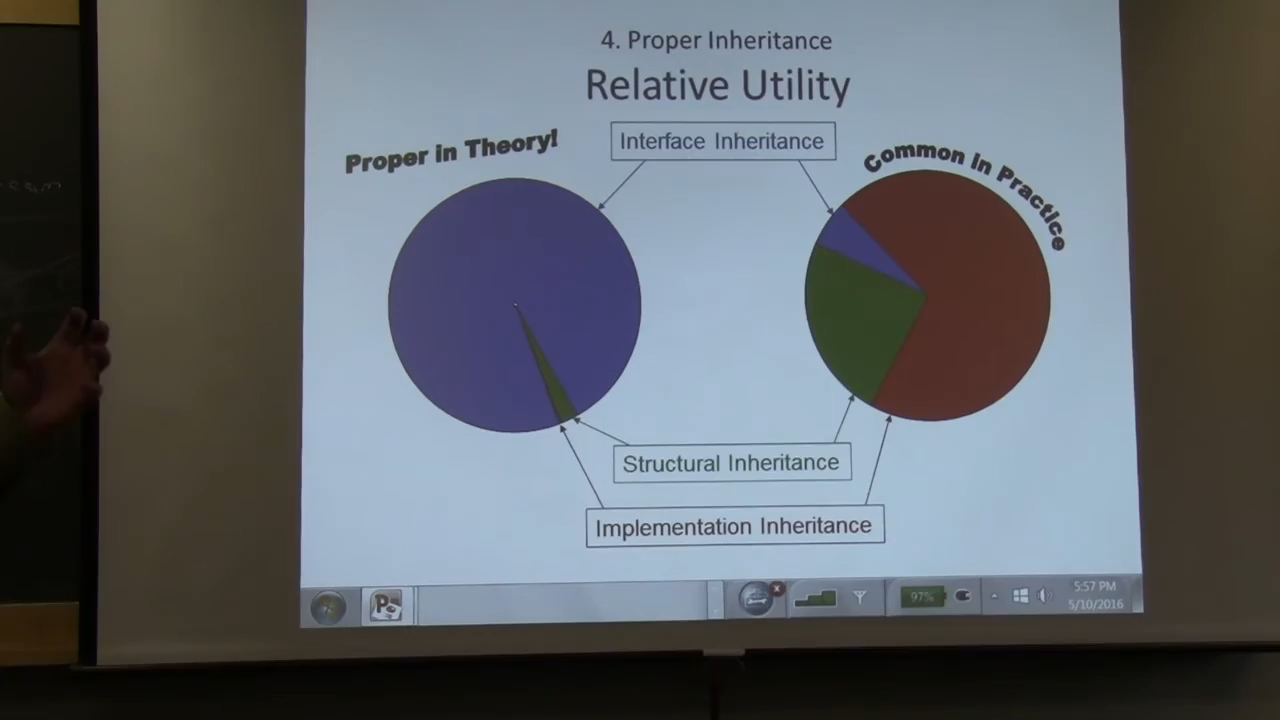 4. Proper Inheritance
Relative Utility
Proper in Theory!
Interface Inheritance
Common in Practice
Structural Inheritance
Implementation Inheritance
97%
5:57 PM
5/10/2016